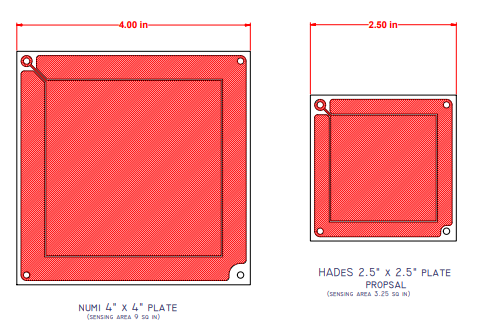 4.00 in
2.50 in
NUMI 4" X 4" PLATE
(SENSING AREA 9 SQ IN)
HADES 2.5" X 2.5" PLATE
PROPSAL
(SENSING AREA 3.25 SQ IN)